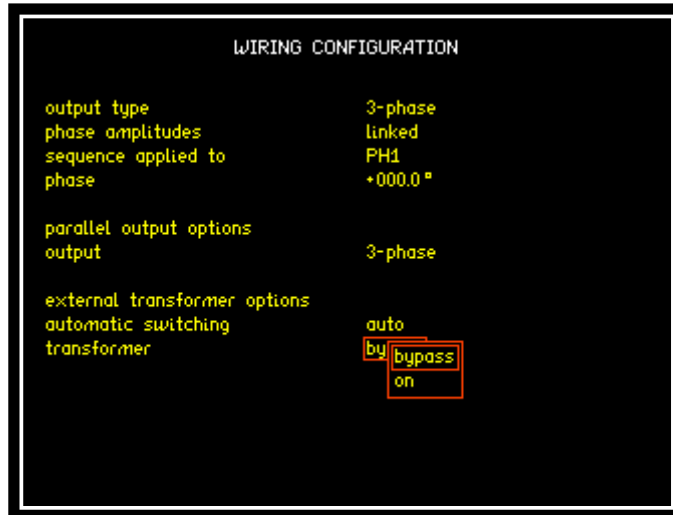 WIRING CONFIGURATION
output type 3-phase
phase amplitudes linked
sequence applied to PH1
phase +000.0°
parallel output options
output 3-phase
external transformer options
automatic switching auto
transformer by
bypass
on